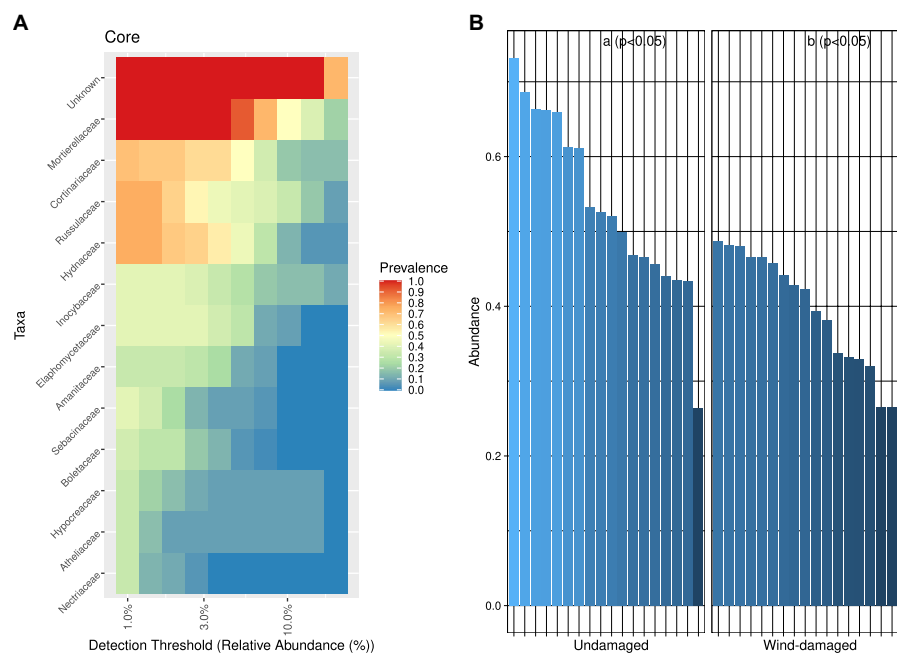 A
Core
Taxa
Unknown
Mortierellaceae
Cortinariaceae
Russulaceae
Hydnaceae
Inocybaceae
Elaphomycetaceae
Amanitaceae
Sebacinaceae
Boletaceae
Hypocreaceae
Atheliaceae
Nectriaceae
1.0%
3.0%
10.0%
Detection Threshold (Relative Abundance (%))
Prevalence
1.0
0.9
0.8
0.7
0.6
0.5
0.4
0.3
0.2
0.1
0.0
B
a (p<0.05)
b (p<0.05)
Abundance
0.6
0.4
0.2
0.0
Undamaged
Wind-damaged